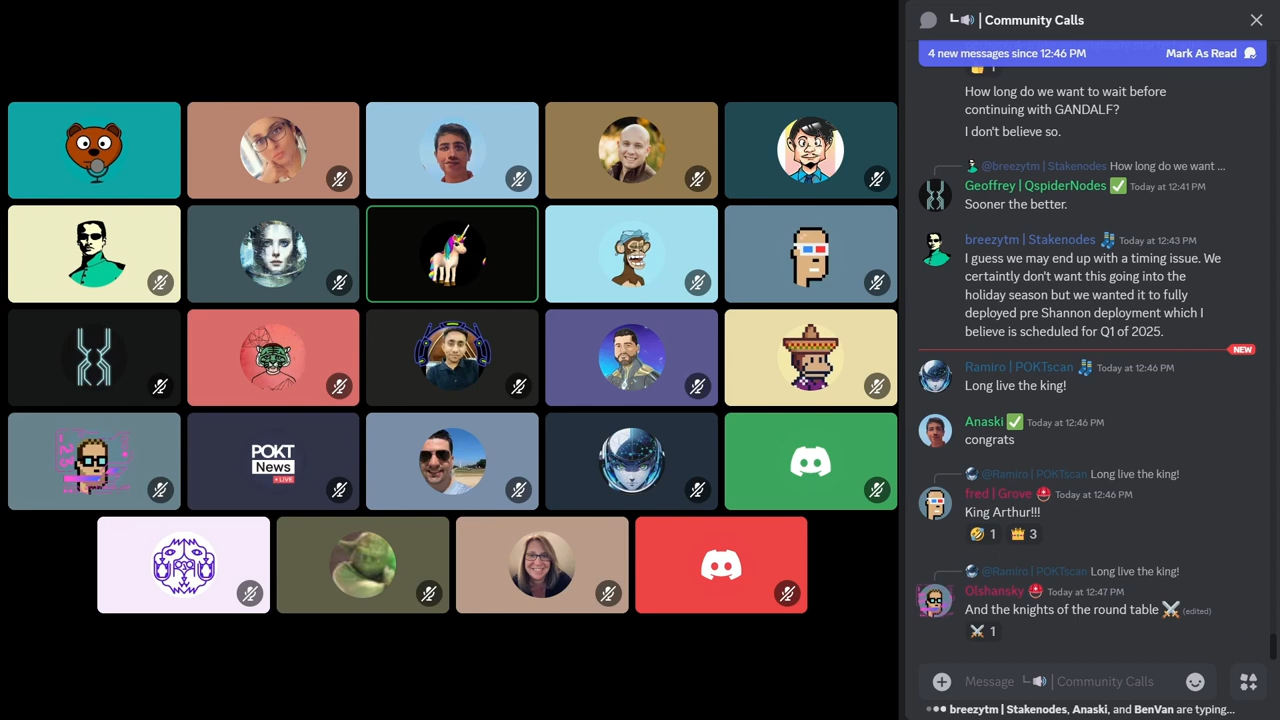 POKT
News
LIVE
| Community Calls
4 new messages since 12:46 PM
Mark As Read
1
How long do we want to wait before
continuing with GANDALF?
I don't believe so.
@breezytm | Stakenodes How long do we want ...
Geoffrey | QspiderNodes ✅ Today at 12:41 PM
Sooner the better.
breezytm | Stakenodes 🧦 Today at 12:43 PM
I guess we may end up with a timing issue. We
certaintly don't want this going into the
holiday season but we wanted it to fully
deployed pre Shannon deployment which I
believe is scheduled for Q1 of 2025.
NEW
Ramiro | POKTscan 🧦 Today at 12:46 PM
Long live the king!
Anaski ✅ Today at 12:46 PM
congrats
@Ramiro | POKTscan Long live the king!
fred | Grove ⛑️ Today at 12:46 PM
King Arthur!!!
🤣 1 👑 3
@Ramiro | POKTscan Long live the king!
Olshansky ⛑️ Today at 12:47 PM
And the knights of the round table ⚔️ (edited)
⚔️ 1
Message | Community Calls
breezytm | Stakenodes, Anaski, and BenVan are typing...